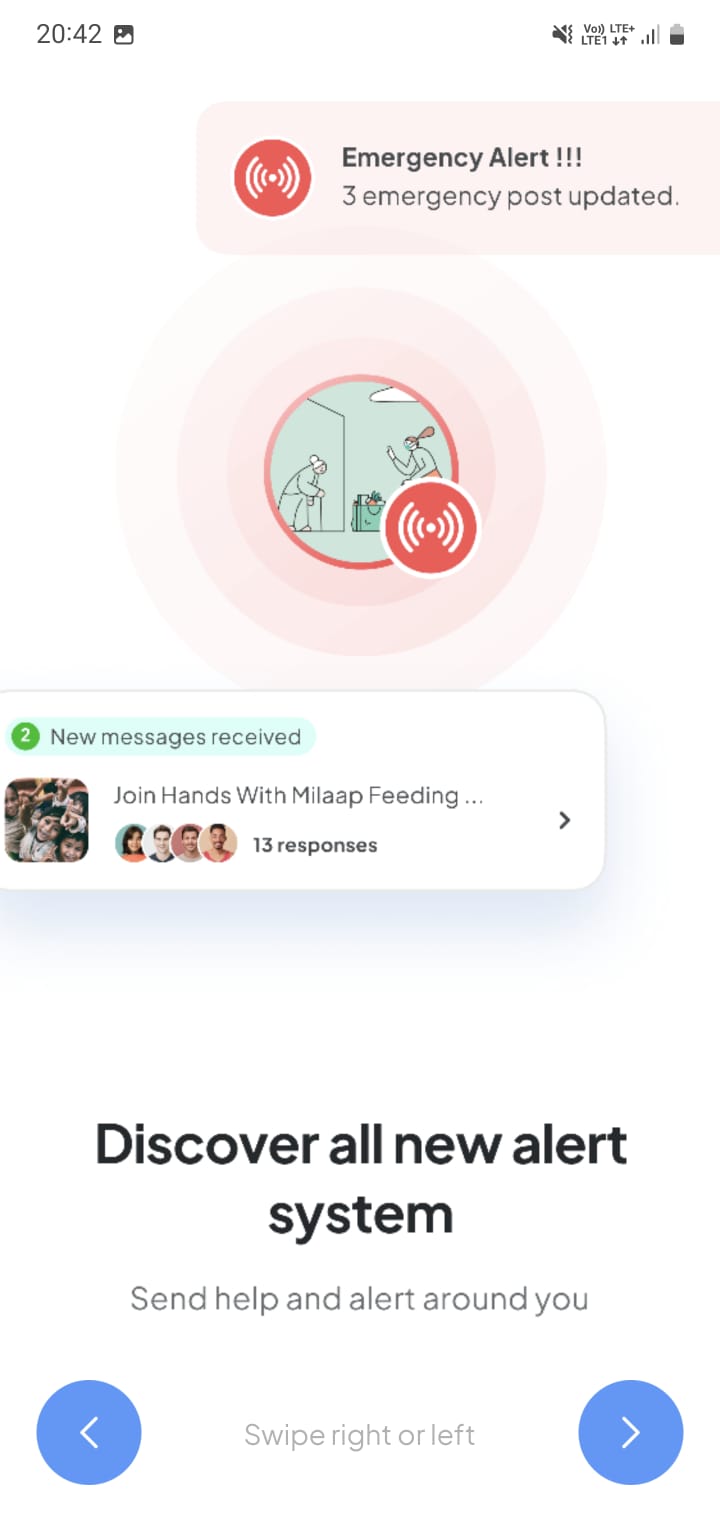 20:42
Vo)) LTE+
LTE1 ↓↑
Emergency Alert !!!
3 emergency post updated.
2 New messages received
Join Hands With Milaap Feeding ...
13 responses
Discover all new alert
system
Send help and alert around you
Swipe right or left